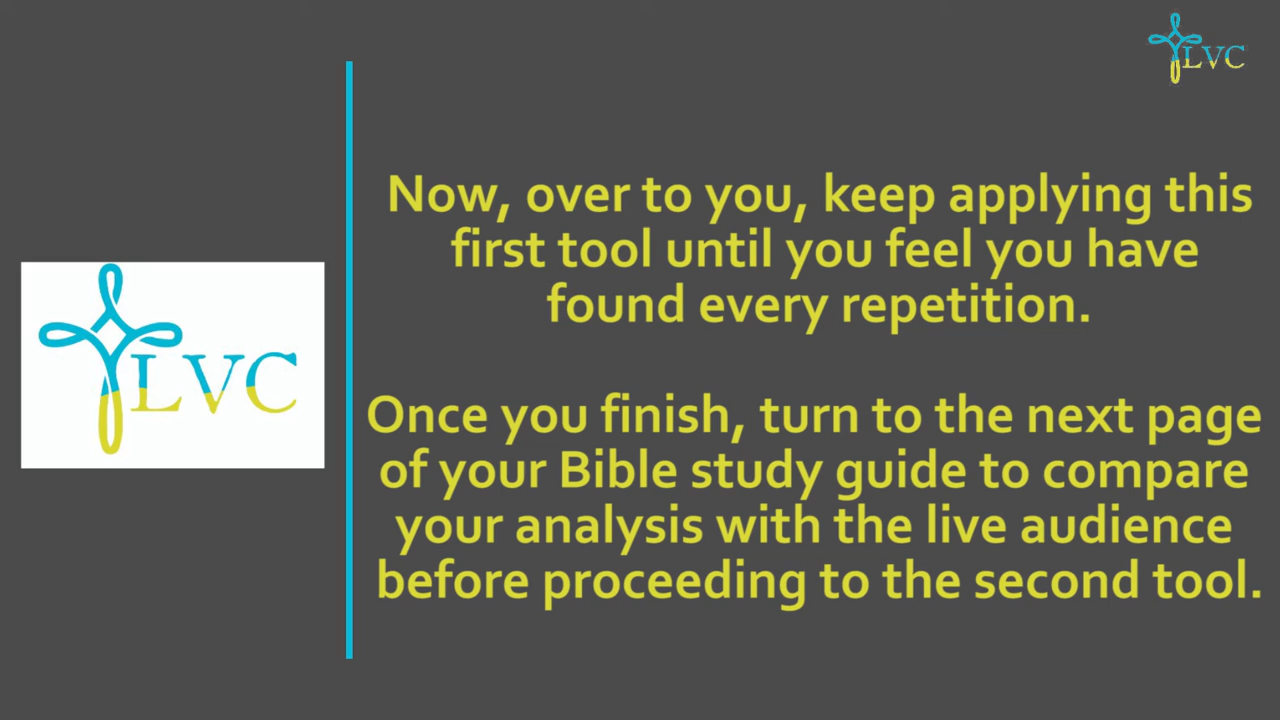 LVC
Now, over to you, keep applying this
first tool until you feel you have
found every repetition.
Once you finish, turn to the next page
of your Bible study guide to compare
your analysis with the live audience
before proceeding to the second tool.
LVC